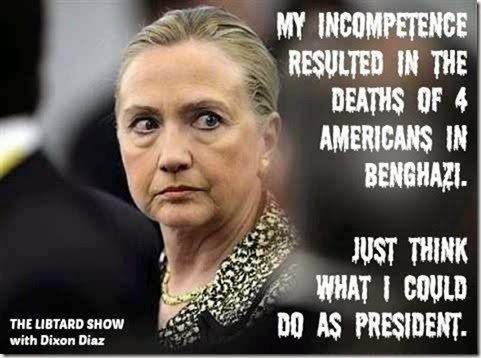 MY INCOMPETENCE
RESULTED IN THE
DEATHS OF 4
AMERICANS IN
BENGHAZI.
JUST THINK
WHAT I COULD
DO AS PRESIDENT.
THE LIBTARD SHOW
with Dixon Diaz